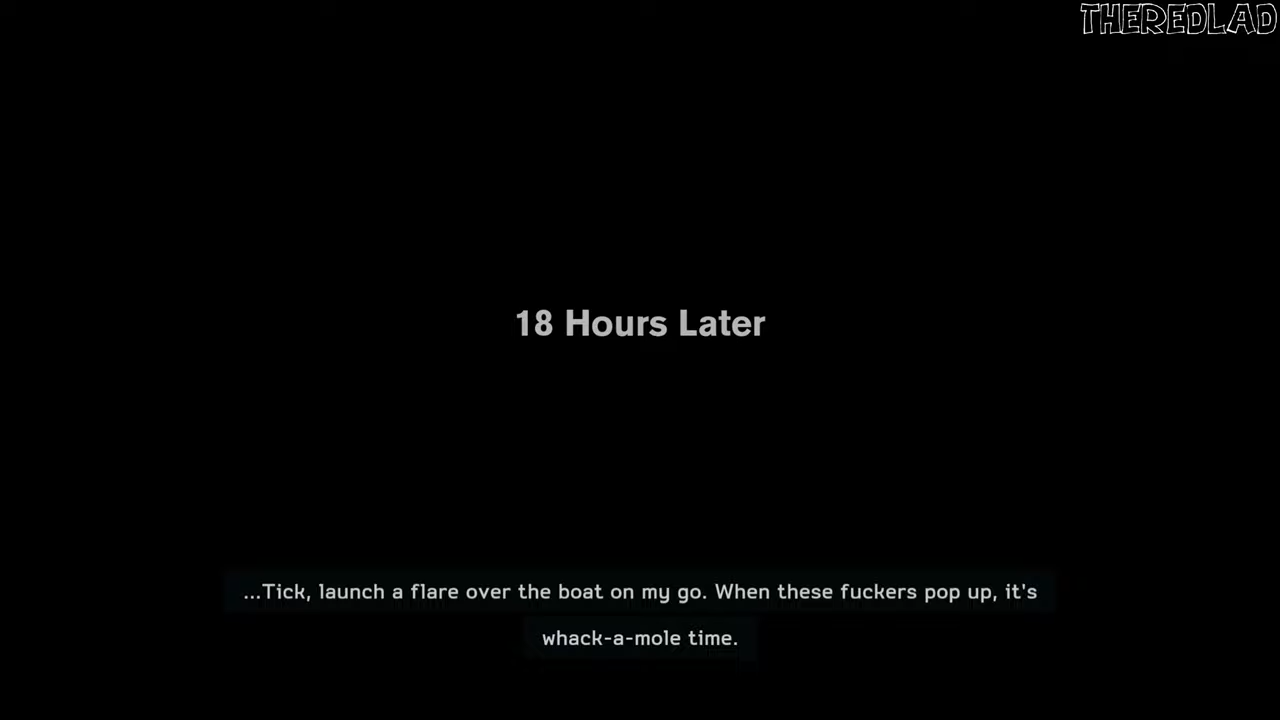 THEREDLAD
18 Hours Later
...Tick, launch a flare over the boat on my go. When these fuckers pop up, it's
whack-a-mole time.